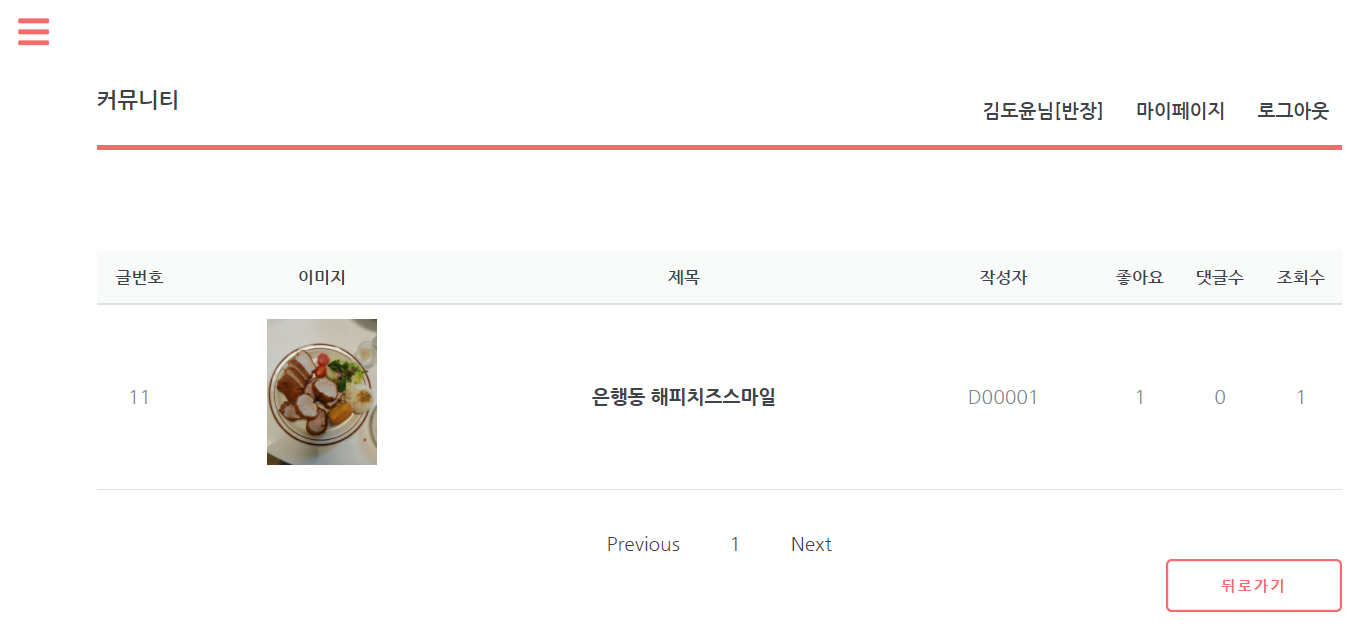 커뮤니티
김도윤님[반장] 마이페이지 로그아웃
글번호 이미지 제목 작성자 좋아요 댓글수 조회수
11 은행동 해피치즈스마일 D00001 1 0 1
Previous 1 Next
뒤로가기